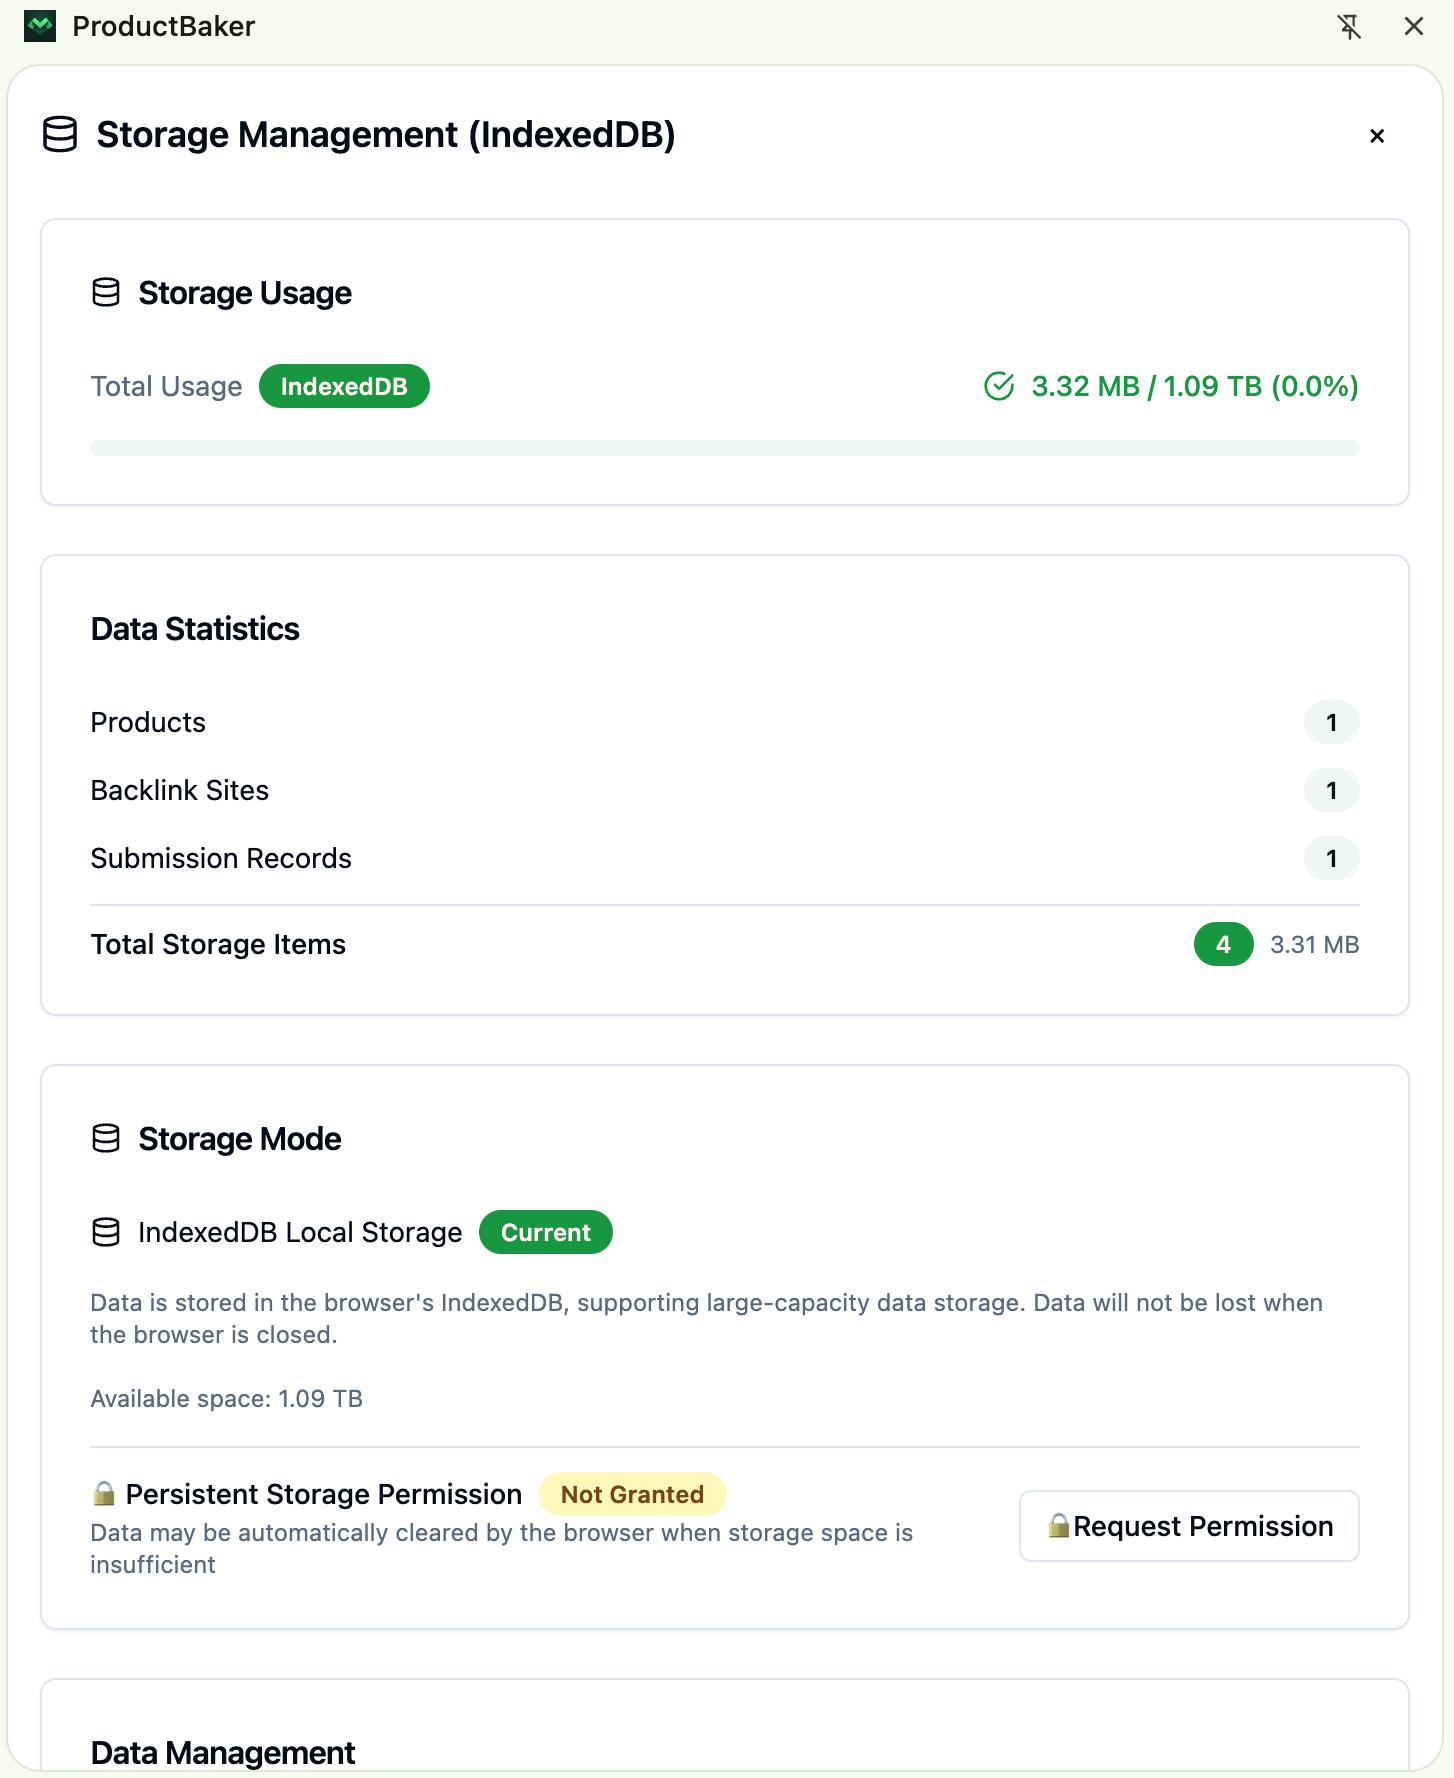 ProductBaker
Storage Management (IndexedDB)
Storage Usage
Total Usage IndexedDB 3.32 MB / 1.09 TB (0.0%)
Data Statistics
Products 1
Backlink Sites 1
Submission Records 1
Total Storage Items 4 3.31 MB
Storage Mode
IndexedDB Local Storage Current
Data is stored in the browser's IndexedDB, supporting large-capacity data storage. Data will not be lost when
the browser is closed.
Available space: 1.09 TB
🔒 Persistent Storage Permission Not Granted
Data may be automatically cleared by the browser when storage space is
insufficient
🔒Request Permission
Data Management